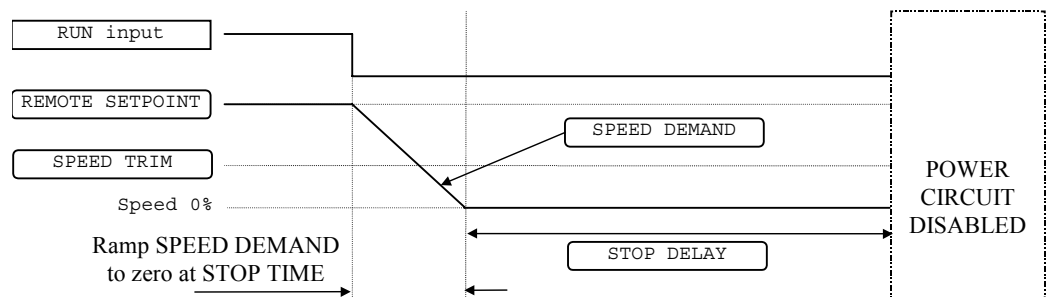 RUN input
REMOTE SETPOINT
SPEED DEMAND
SPEED TRIM
Speed 0%
POWER
CIRCUIT
DISABLED
Ramp SPEED DEMAND
to zero at STOP TIME
STOP DELAY